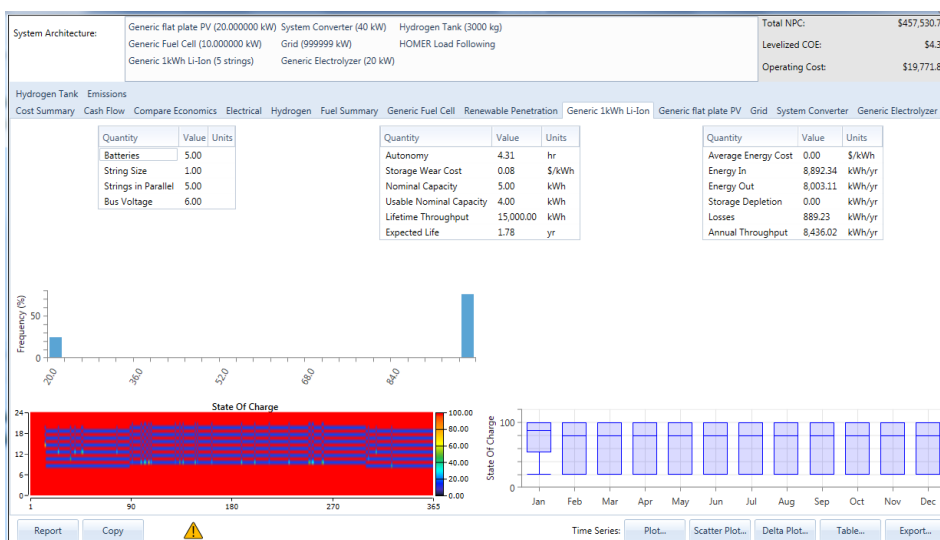 System Architecture:
Generic flat plate PV (20.000000 kW) System Converter (40 kW) Hydrogen Tank (3000 kg)
Generic Fuel Cell (10.000000 kW) Grid (999999 kW) HOMER Load Following
Generic 1kWh Li-Ion (5 strings) Generic Electrolyzer (20 kW)
Total NPC: $457,530.7
Levelized COE: $4.3
Operating Cost: $19,771.8
Hydrogen Tank Emissions
Cost Summary Cash Flow Compare Economics Electrical Hydrogen Fuel Summary Generic Fuel Cell Renewable Penetration Generic 1kWh Li-Ion Generic flat plate PV Grid System Converter Generic Electrolyzer
Quantity Value Units
Batteries 5.00
String Size 1.00
Strings in Parallel 5.00
Bus Voltage 6.00
Quantity Value Units
Autonomy 4.31 hr
Storage Wear Cost 0.08 $/kWh
Nominal Capacity 5.00 kWh
Usable Nominal Capacity 4.00 kWh
Lifetime Throughput 15,000.00 kWh
Expected Life 1.78 yr
Quantity Value Units
Average Energy Cost 0.00 $/kWh
Energy In 8,892.34 kWh/yr
Energy Out 8,003.11 kWh/yr
Storage Depletion 0.00 kWh/yr
Losses 889.23 kWh/yr
Annual Throughput 8,436.02 kWh/yr
Frequency (%)
50
0
20.0 36.0 52.0 68.0 84.0
State Of Charge
24
18
12
6
0
1 90 180 270 365
100.00
80.00
60.00
40.00
20.00
0.00
State Of Charge
100
0
Jan Feb Mar Apr May Jun Jul Aug Sep Oct Nov Dec
Report Copy Time Series: Plot... Scatter Plot... Delta Plot... Table... Export...